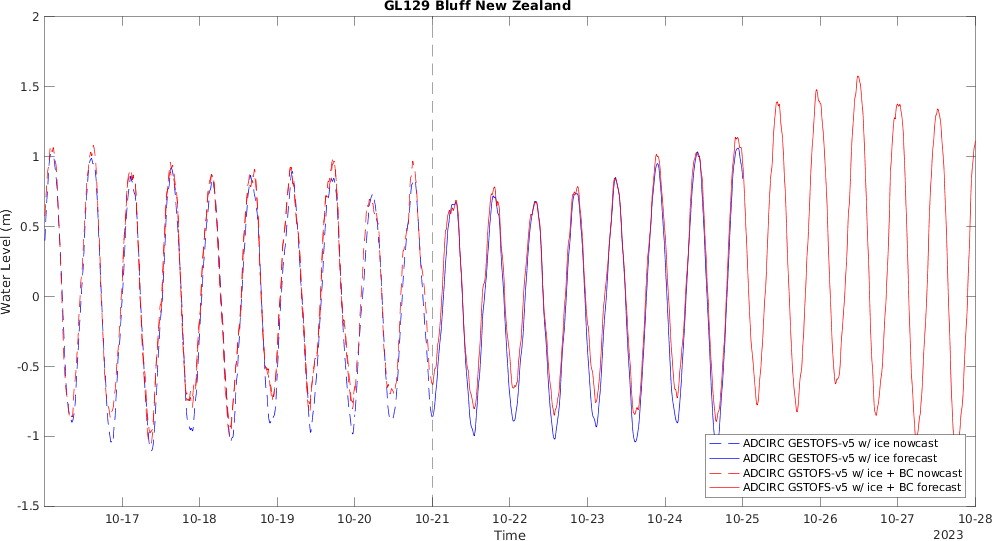 GL129 Bluff New Zealand
2
1.5
1
0.5
0
-0.5
-1
-1.5
Water Level (m)
ADCIRC GESTOFS-v5 w/ ice nowcast
ADCIRC GESTOFS-v5 w/ ice forecast
ADCIRC GSTOFS-v5 w/ ice + BC nowcast
ADCIRC GSTOFS-v5 w/ ice + BC forecast
10-17 10-18 10-19 10-20 10-21 10-22 10-23 10-24 10-25 10-26 10-27 10-28
Time
2023